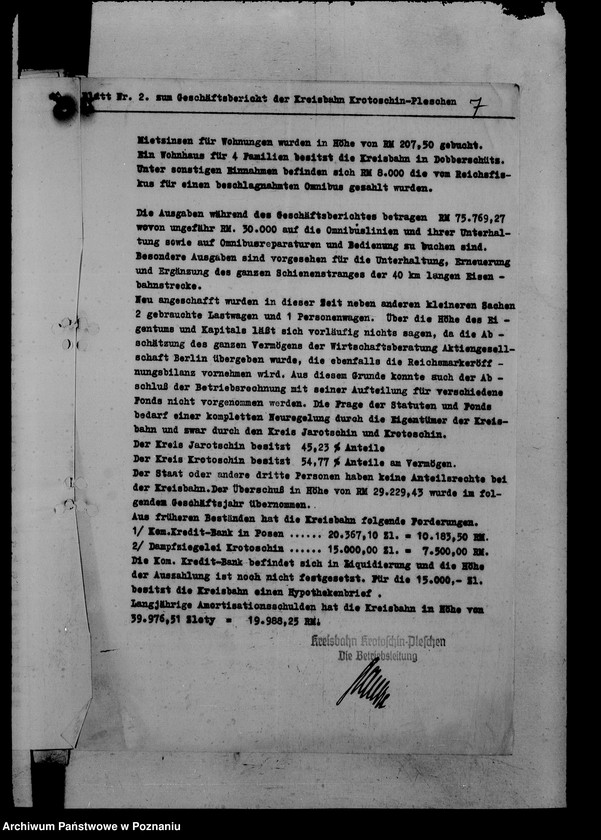 Blatt Nr. 2. zum Geschäftsbericht der Kreisbahn Krotoschin-Pleschen 7
Mietzinsen für Wohnungen wurden in Höhe von RM 207,50 gebucht.
Ein Wohnhaus für 4 Familien besitzt die Kreisbahn in Dobberschütz.
Unter sonstigen Einnahmen befinden sich RM 8.000 die vom Reichsfis-
kus für einen beschlagnahmten Omnibus gezahlt wurden.
Die Ausgaben während des Geschäftsberichtes betragen RM 75.769,27
wovon ungefähr RM. 30.000 auf die Omnibuslinien und ihrer Unterhal-
tung sowie auf Omnibusreparaturen und Bedienung zu buchen sind.
Besondere Ausgaben sind vorgesehen für die Unterhaltung, Erneuerung
und Ergänzung des ganzen Schienenstranges der 40 km langen Eisen -
bahnstrecke.
Neu angeschafft wurden in dieser Zeit neben anderen kleineren Sachen
2 gebrauchte Lastwagen und 1 Personenwagen. Über die Höhe des Ei -
gentums und Kapitals läßt sich vorläufig nichts sagen, da die Ab -
schätzung des ganzen Vermögens der Wirtschaftsberatung Aktiengesell-
schaft Berlin übergeben wurde, die ebenfalls die Reichsmarkeröff -
nungsbilanz vornehmen wird. Aus diesem Grunde konnte auch der Ab -
schluß der Betriebsrechnung mit seiner Aufteilung für verschiedene
Fonds nicht vorgenommen werden. Die Frage der Statuten und Fonds
bedarf einer kompletten Neuregelung durch die Eigentümer der Kreis-
bahn und zwar durch den Kreis Jarotschin und Krotoschin.
Der Kreis Jarotschin besitzt 45,23 % Anteile
Der Kreis Krotoschin besitzt 54,77 % Anteile am Vermögen.
Der Staat oder andere dritte Personen haben keine Anteilsrechte bei
der Kreisbahn.Der Überschuß in Höhe von RM 29.229,43 wurde im fol-
gendem Geschäftsjahr übernommen.
Aus früheren Beständen hat die Kreisbahn folgende Forderungen.
1/ Kom.Kredit-Bank in Posen ...... 20.367,10 Zl. = 10.183,50 RM.
2/ Dampfziegelei Krotoschin ...... 15.000,00 Zl. = 7.500,00 RM.
Die Kom. Kredit-Bank befindet sich in Liquidierung und die Höhe
der Auszahlung ist noch nicht festgesetzt. Für die 15.000,- Zl.
besitzt die Kreisbahn einen Hypothekenbrief .
Langjährige Amortisationsschulden hat die Kreisbahn in Höhe von
39.976,51 Zloty = 19.988,25 RM.
Kreisbahn Krotoschin-Pleschen
Die Betriebsleitung
Archiwum Państwowe w Poznaniu